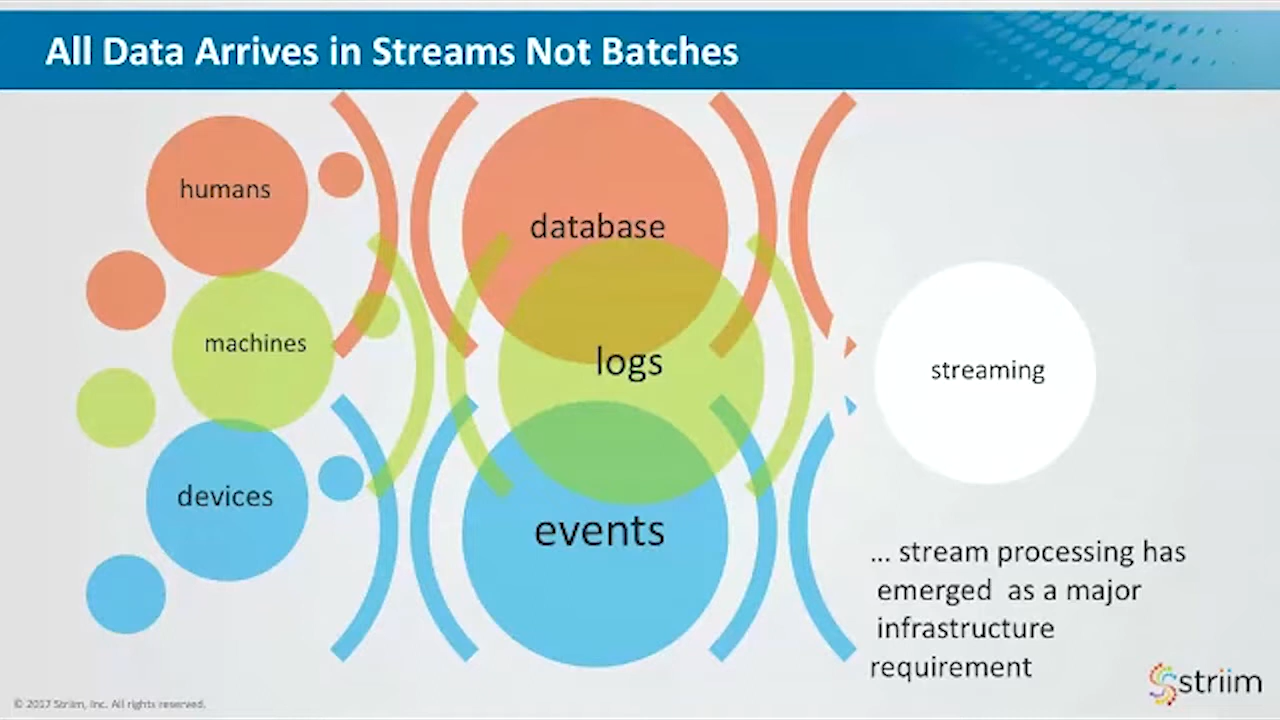 All Data Arrives in Streams Not Batches
humans
machines
devices
database
logs
events
streaming
... stream processing has
emerged as a major
infrastructure
requirement
striim
© 2017 Striim, Inc. All rights reserved.